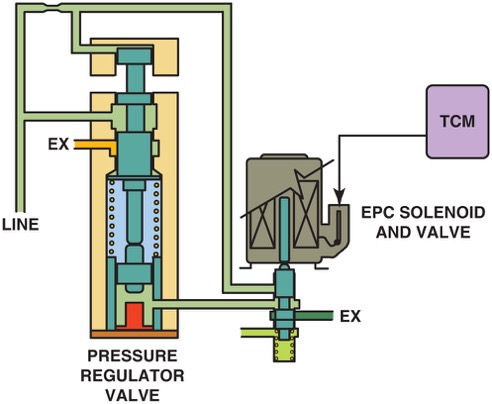 TCM
EX
LINE
EPC SOLENOID
AND VALVE
EX
PRESSURE
REGULATOR
VALVE